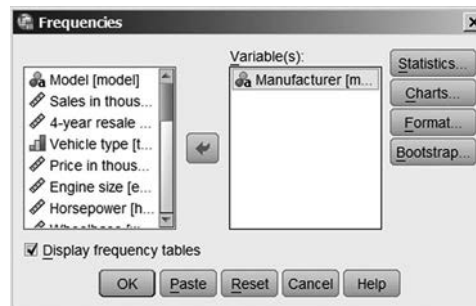 Frequencies
Variable(s):
Model [model]
Sales in thous...
4-year resale ...
Vehicle type [t...
Price in thous...
Engine size [e...
Horsepower [h...
Manufacturer [m...
Statistics...
Charts...
Format...
Bootstrap...
Display frequency tables
OK Paste Reset Cancel Help